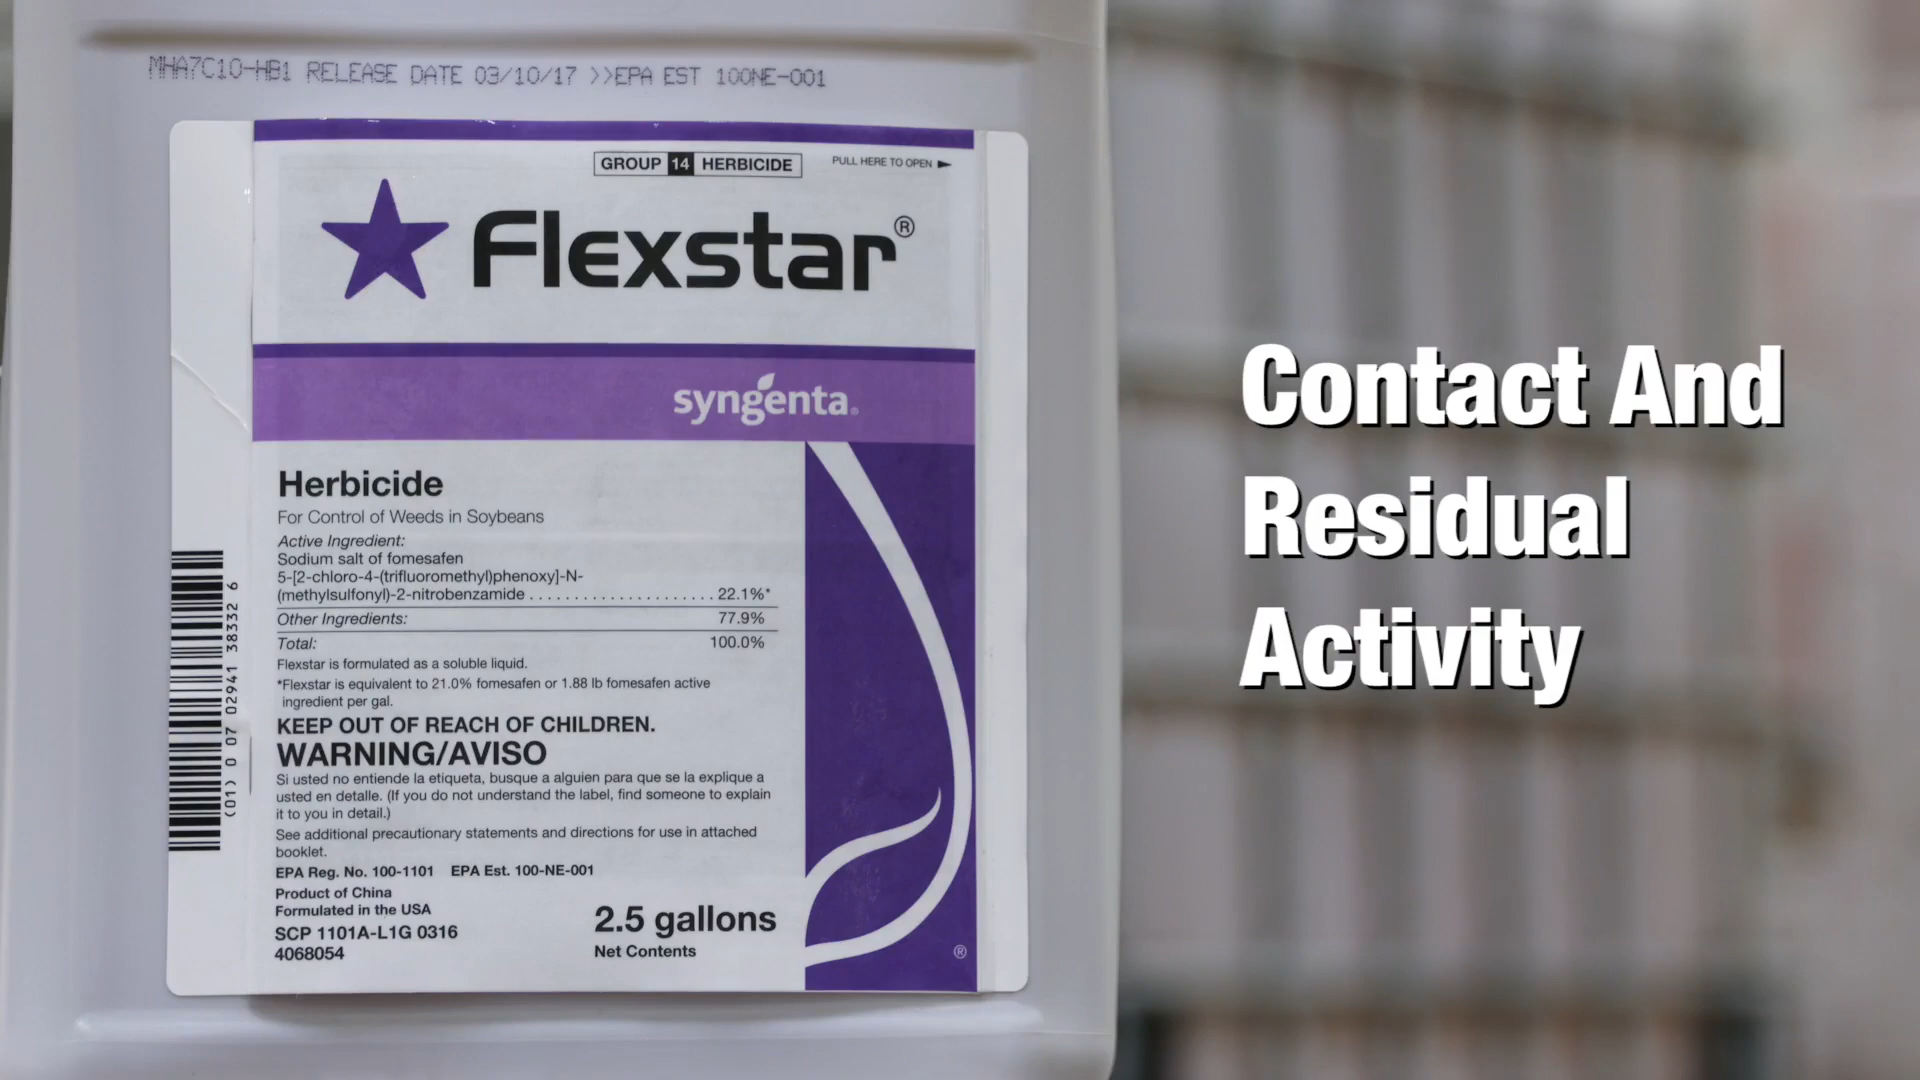 MHA7C10-HB1 RELEASE DATE 03/10/17 >>EPA EST 100NE-001
GROUP 14 HERBICIDE
PULL HERE TO OPEN
Flexstar®
syngenta®
Herbicide
For Control of Weeds in Soybeans
Active Ingredient:
Sodium salt of fomesafen
5-[2-chloro-4-(trifluoromethyl)phenoxy]-N-
(methylsulfonyl)-2-nitrobenzamide . . . . . . . . . . . . . . . . . . . . . 22.1%*
Other Ingredients: 77.9%
Total: 100.0%
Flexstar is formulated as a soluble liquid.
*Flexstar is equivalent to 21.0% fomesafen or 1.88 lb fomesafen active
ingredient per gal.
KEEP OUT OF REACH OF CHILDREN.
WARNING/AVISO
Si usted no entiende la etiqueta, busque a alguien para que se la explique a
usted en detalle. (If you do not understand the label, find someone to explain
it to you in detail.)
See additional precautionary statements and directions for use in attached
booklet.
EPA Reg. No. 100-1101 EPA Est. 100-NE-001
Product of China
Formulated in the USA
SCP 1101A-L1G 0316
4068054
2.5 gallons
Net Contents
®
(01) 0 07 02941 38332 6
Contact And
Residual
Activity